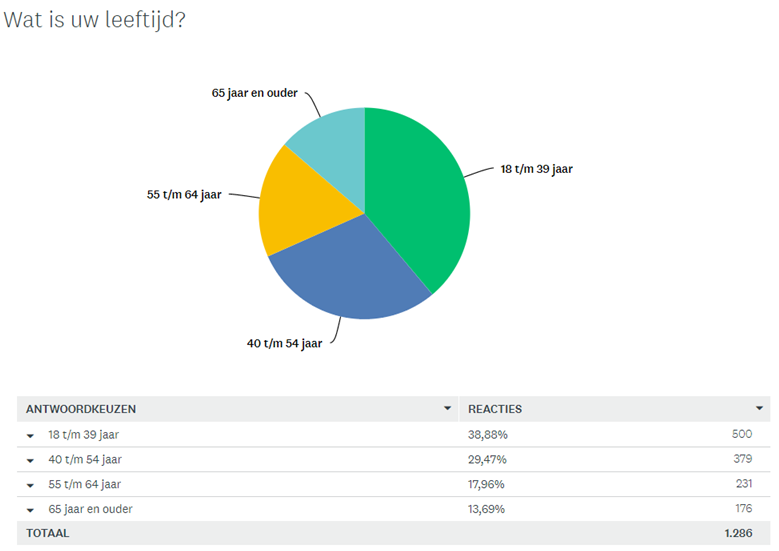 Wat is uw leeftijd?
65 jaar en ouder
18 t/m 39 jaar
55 t/m 64 jaar
40 t/m 54 jaar
ANTWOORDKEUZEN REACTIES
18 t/m 39 jaar 38,88% 500
40 t/m 54 jaar 29,47% 379
55 t/m 64 jaar 17,96% 231
65 jaar en ouder 13,69% 176
TOTAAL 1.286